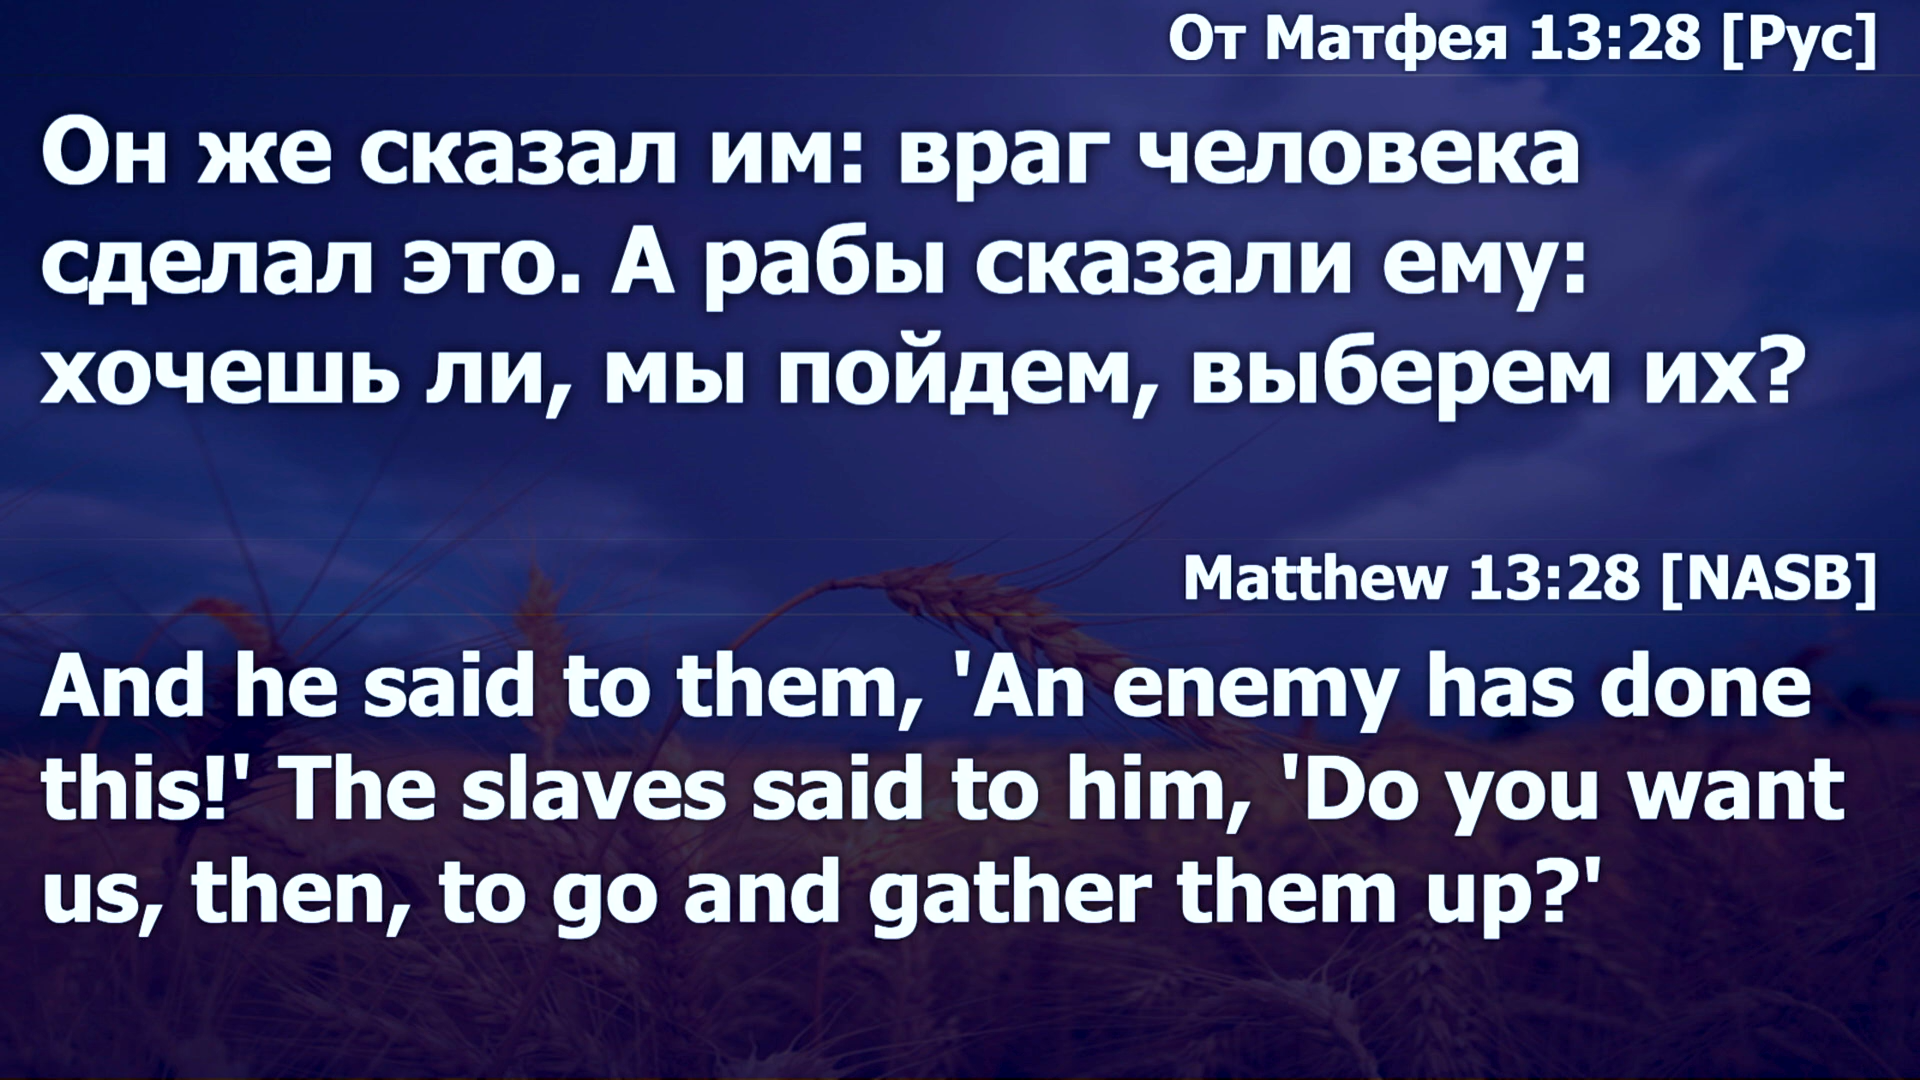 От Матфея 13:28 [Рус]
Он же сказал им: враг человека
сделал это. А рабы сказали ему:
хочешь ли, мы пойдем, выберем их?
Matthew 13:28 [NASB]
And he said to them, 'An enemy has done
this!' The slaves said to him, 'Do you want
us, then, to go and gather them up?'